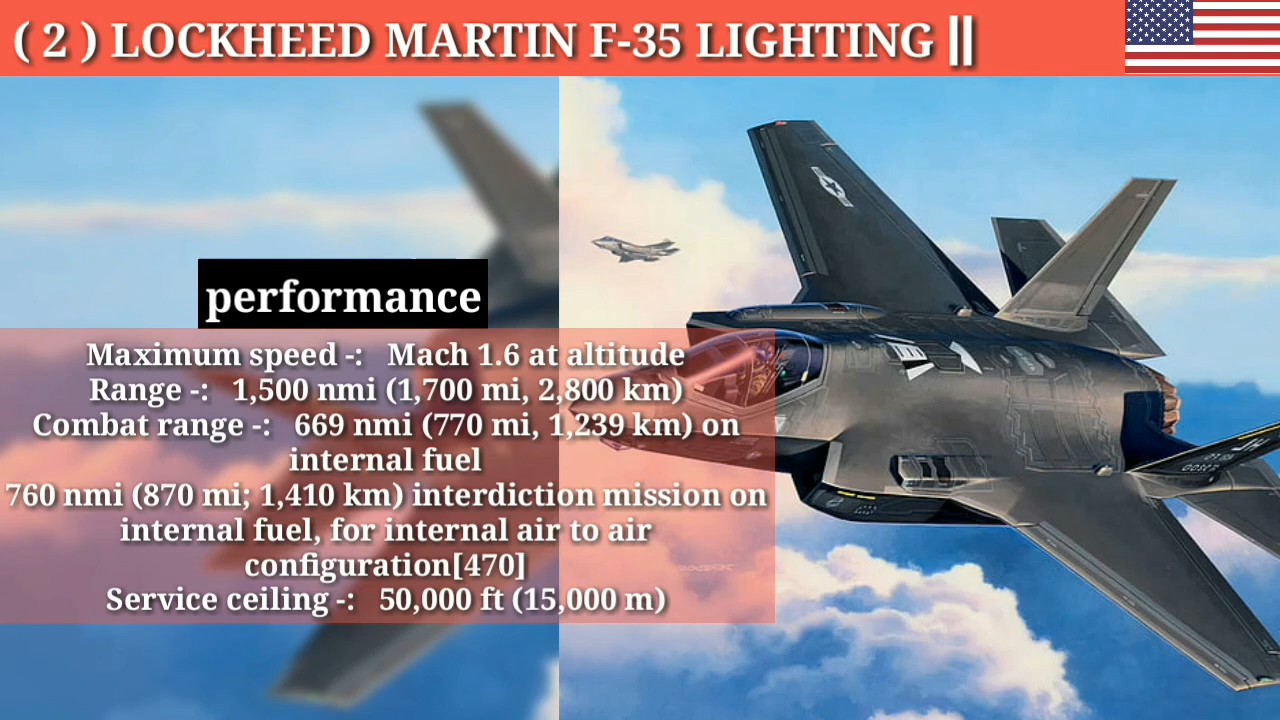 ( 2 ) LOCKHEED MARTIN F-35 LIGHTING ||
performance
Maximum speed -: Mach 1.6 at altitude
Range -: 1,500 nmi (1,700 mi, 2,800 km)
Combat range -: 669 nmi (770 mi, 1,239 km) on
internal fuel
760 nmi (870 mi; 1,410 km) interdiction mission on
internal fuel, for internal air to air
configuration[470]
Service ceiling -: 50,000 ft (15,000 m)